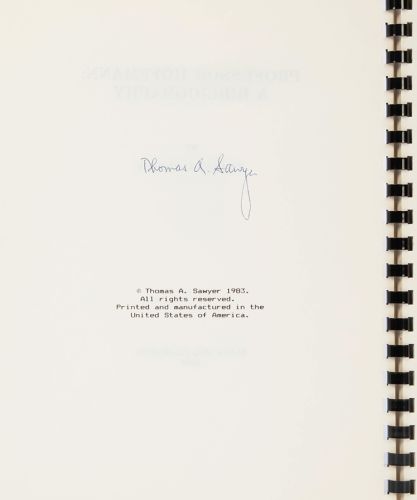 Thomas A. Sawyer
© Thomas A. Sawyer 1983.
All rights reserved.
Printed and manufactured in the
United States of America.